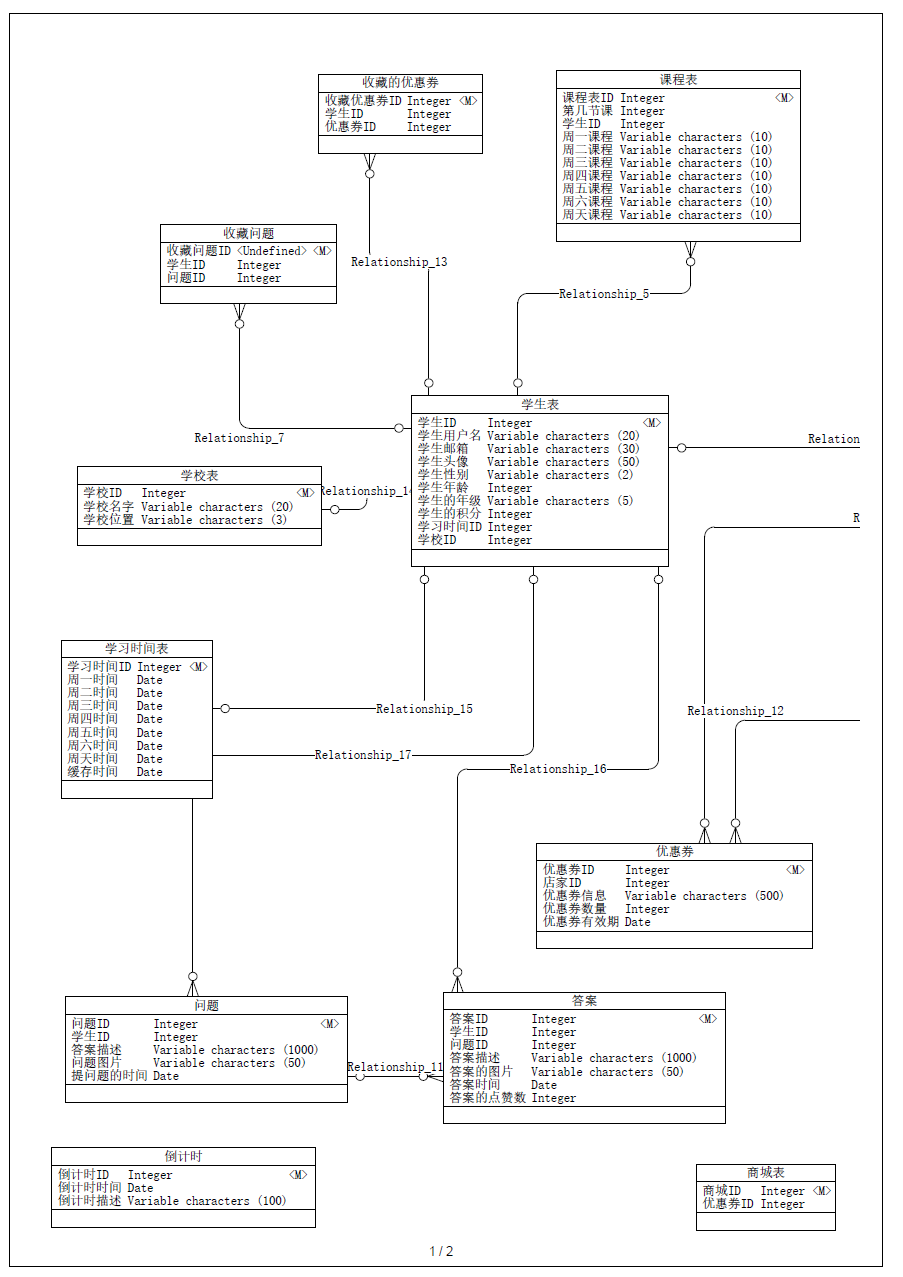 收藏的优惠券
收藏优惠券ID Integer <M>
学生ID Integer
优惠券ID Integer
课程表
课程表ID Integer <M>
第几节课 Integer
学生ID Integer
周一课程 Variable characters (10)
周二课程 Variable characters (10)
周三课程 Variable characters (10)
周四课程 Variable characters (10)
周五课程 Variable characters (10)
周六课程 Variable characters (10)
周天课程 Variable characters (10)
收藏问题
收藏问题ID <Undefined> <M>
学生ID Integer
问题ID Integer
Relationship_13
Relationship_5
Relationship_7
学生表
学生ID Integer <M>
学生用户名 Variable characters (20)
学生邮箱 Variable characters (30)
学生头像 Variable characters (50)
学生性别 Variable characters (2)
学生年龄 Integer
学生的年级 Variable characters (5)
学生的积分 Integer
学习时间ID Integer
学校ID Integer
Relation
学校表
学校ID Integer <M>
学校名字 Variable characters (20)
学校位置 Variable characters (3)
Relationship_14
R
学习时间表
学习时间ID Integer <M>
周一时间 Date
周二时间 Date
周三时间 Date
周四时间 Date
周五时间 Date
周六时间 Date
周天时间 Date
缓存时间 Date
Relationship_15
Relationship_12
Relationship_17
Relationship_16
优惠券
优惠券ID Integer <M>
店家ID Integer
优惠券信息 Variable characters (500)
优惠券数量 Integer
优惠券有效期 Date
问题
问题ID Integer <M>
学生ID Integer
答案描述 Variable characters (1000)
问题图片 Variable characters (50)
提问题的时间 Date
Relationship_11
答案
答案ID Integer <M>
学生ID Integer
问题ID Integer
答案描述 Variable characters (1000)
答案的图片 Variable characters (50)
答案时间 Date
答案的点赞数 Integer
倒计时
倒计时ID Integer <M>
倒计时时间 Date
倒计时描述 Variable characters (100)
商城表
商城ID Integer <M>
优惠券ID Integer
1 / 2